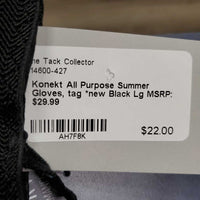 ne Tack Collector
14600-427
Konekt All Purpose Summer
Gloves, tag *new Black Lg MSRP:
$29.99
AH7F8K
$22.00